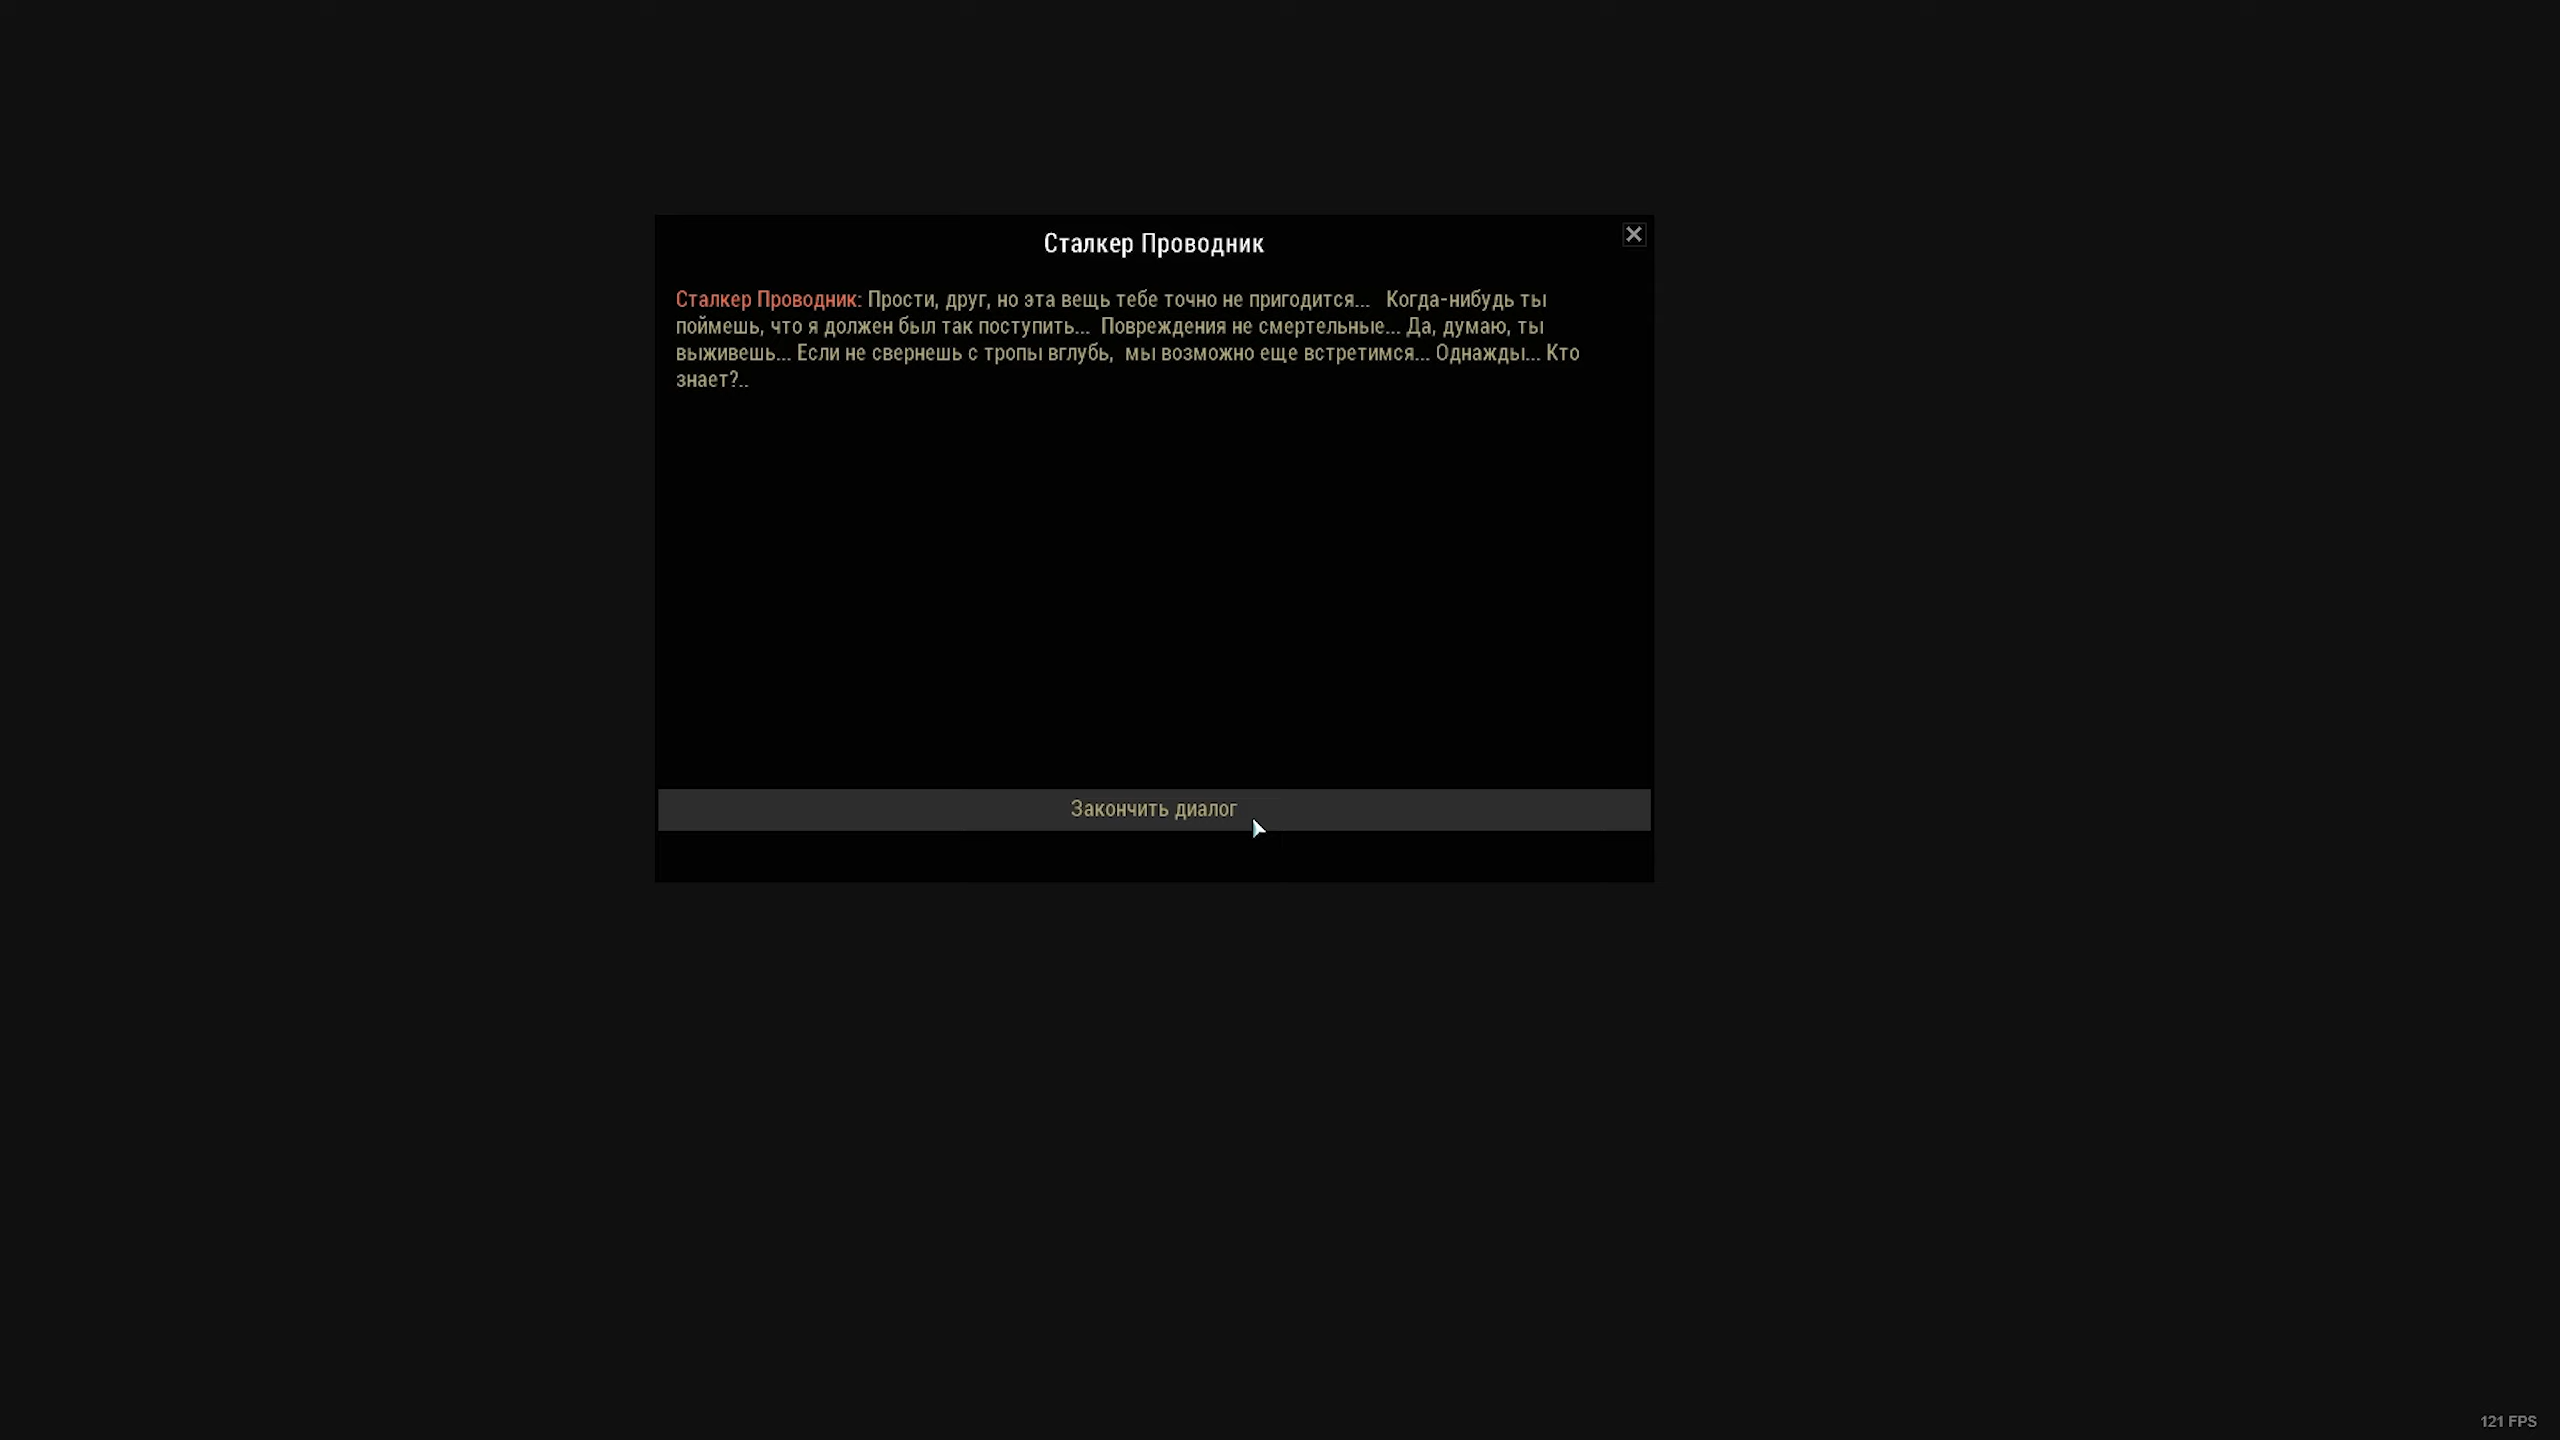 Сталкер Проводник
Сталкер Проводник: Прости, друг, но эта вещь тебе точно не пригодится... Когда-нибудь ты
поймешь, что я должен был так поступить... Повреждения не смертельные... Да, думаю, ты
выживешь... Если не свернешь с тропы вглубь, мы возможно еще встретимся... Однажды... Кто
знает?..
Закончить диалог
121 FPS